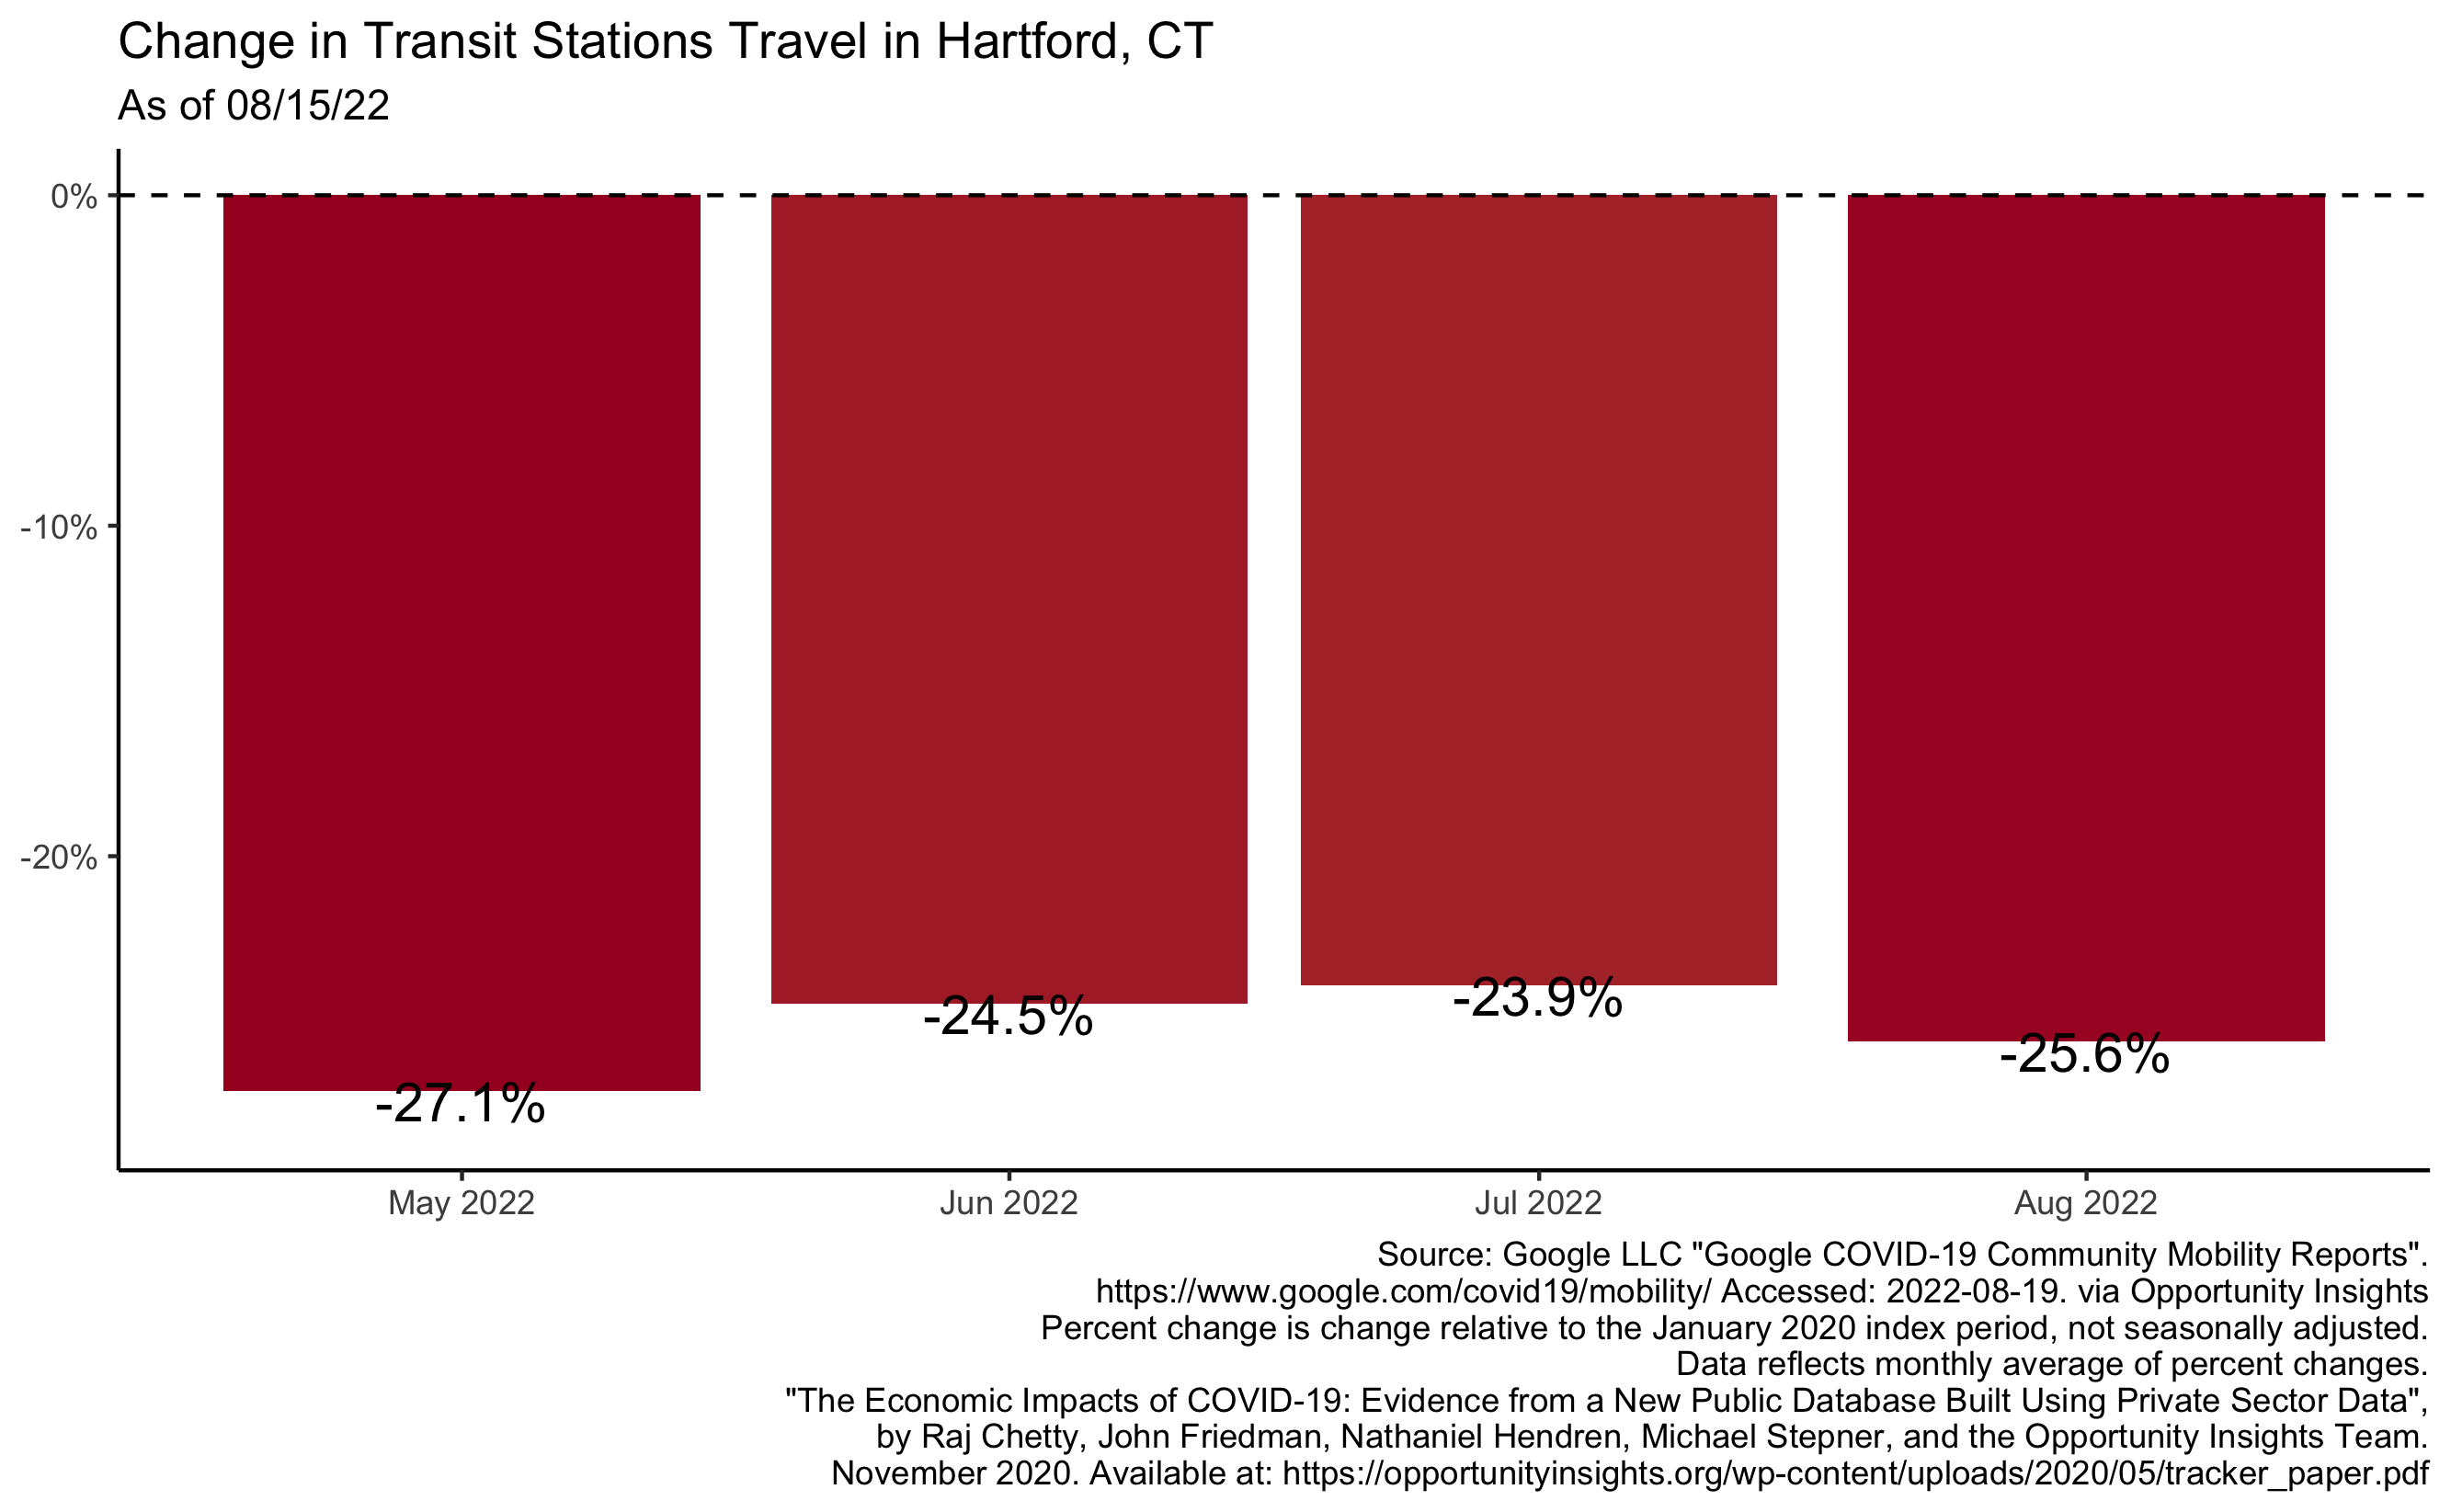 Change in Transit Stations Travel in Hartford, CT
As of 08/15/22
0%
-10%
-20%
-27.1%
-24.5%
-23.9%
-25.6%
May 2022
Jun 2022
Jul 2022
Aug 2022
Source: Google LLC "Google COVID-19 Community Mobility Reports".
https://www.google.com/covid19/mobility/ Accessed: 2022-08-19. via Opportunity Insights
Percent change is change relative to the January 2020 index period, not seasonally adjusted.
Data reflects monthly average of percent changes.
"The Economic Impacts of COVID-19: Evidence from a New Public Database Built Using Private Sector Data",
by Raj Chetty, John Friedman, Nathaniel Hendren, Michael Stepner, and the Opportunity Insights Team.
November 2020. Available at: https://opportunityinsights.org/wp-content/uploads/2020/05/tracker_paper.pdf